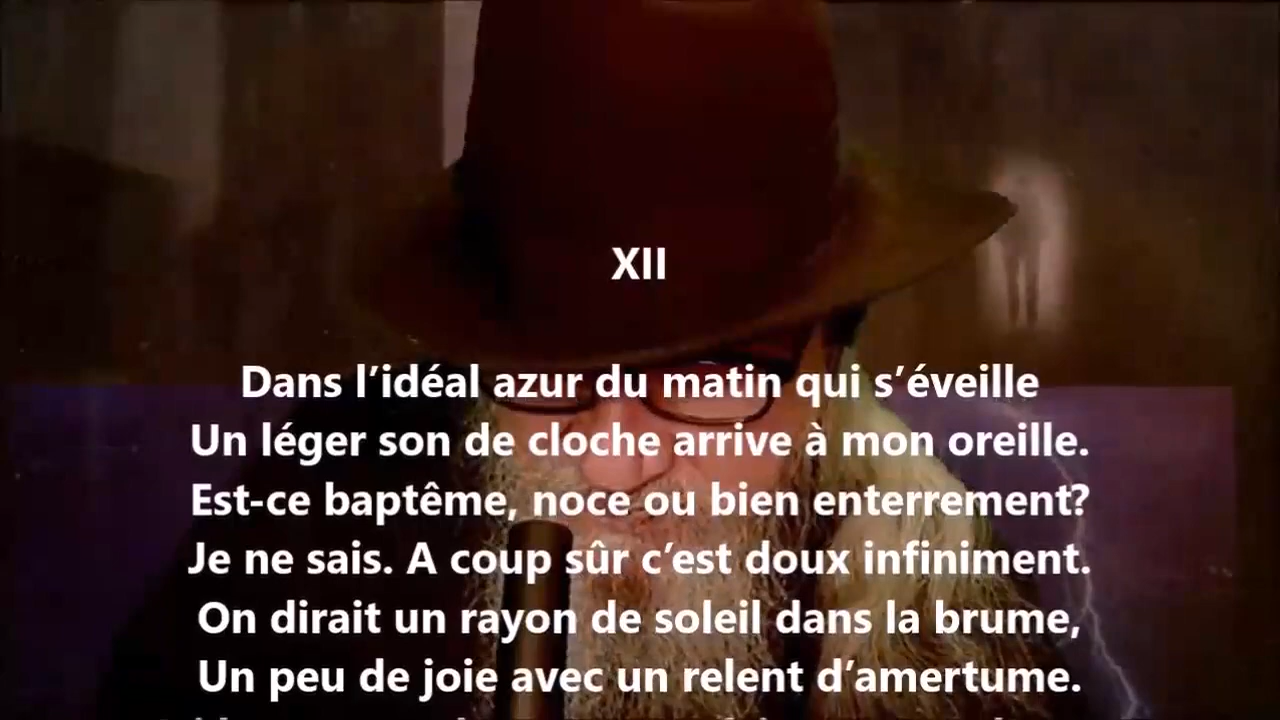 XII
Dans l’idéal azur du matin qui s’éveille
Un léger son de cloche arrive à mon oreille.
Est-ce baptême, noce ou bien enterrement?
Je ne sais. A coup sûr c’est doux infiniment.
On dirait un rayon de soleil dans la brume,
Un peu de joie avec un relent d’amertume.